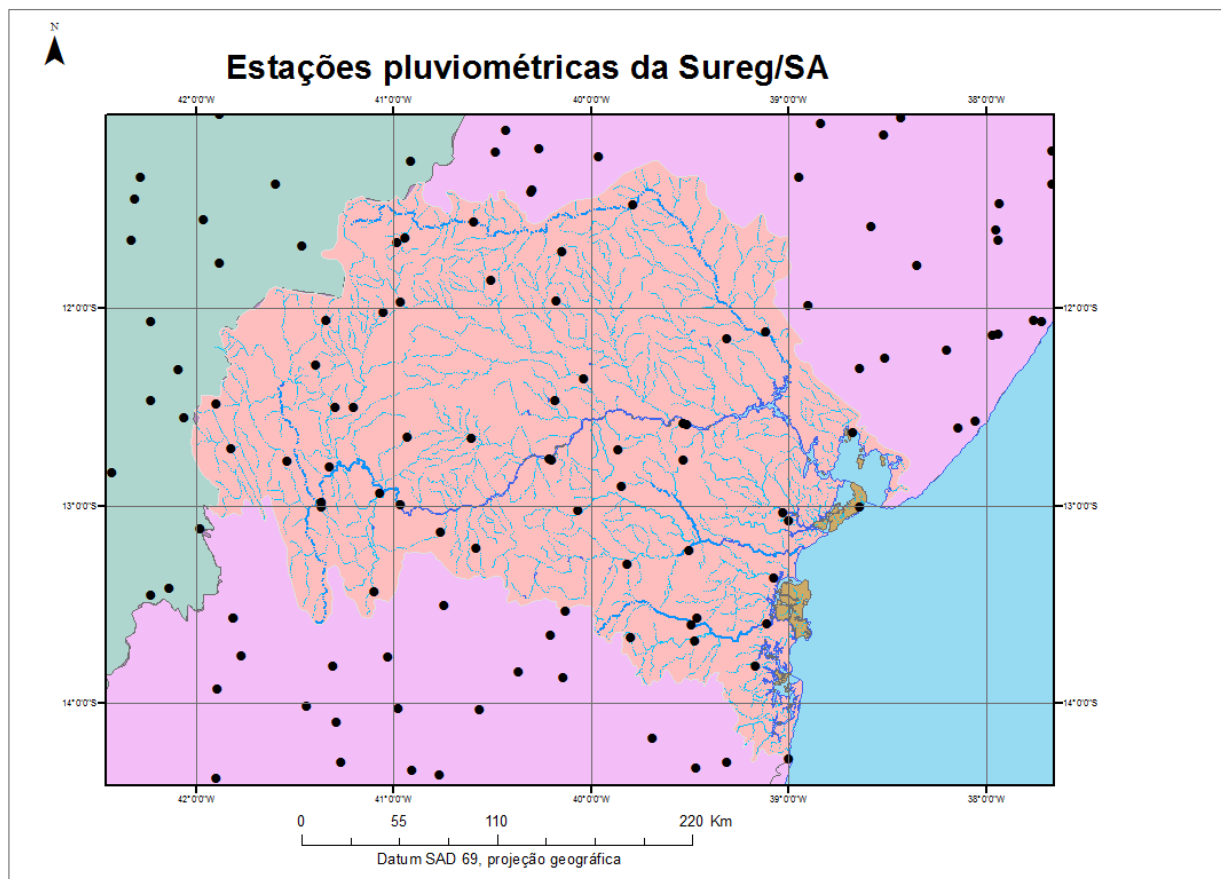 N
Estações pluviométricas da Sureg/SA
42°0'0"W 41°0'0"W 40°0'0"W 39°0'0"W 38°0'0"W
12°0'0"S 12°0'0"S
13°0'0"S 13°0'0"S
14°0'0"S 14°0'0"S
42°0'0"W 41°0'0"W 40°0'0"W 39°0'0"W 38°0'0"W
0 55 110 220 Km
Datum SAD 69, projeção geográfica